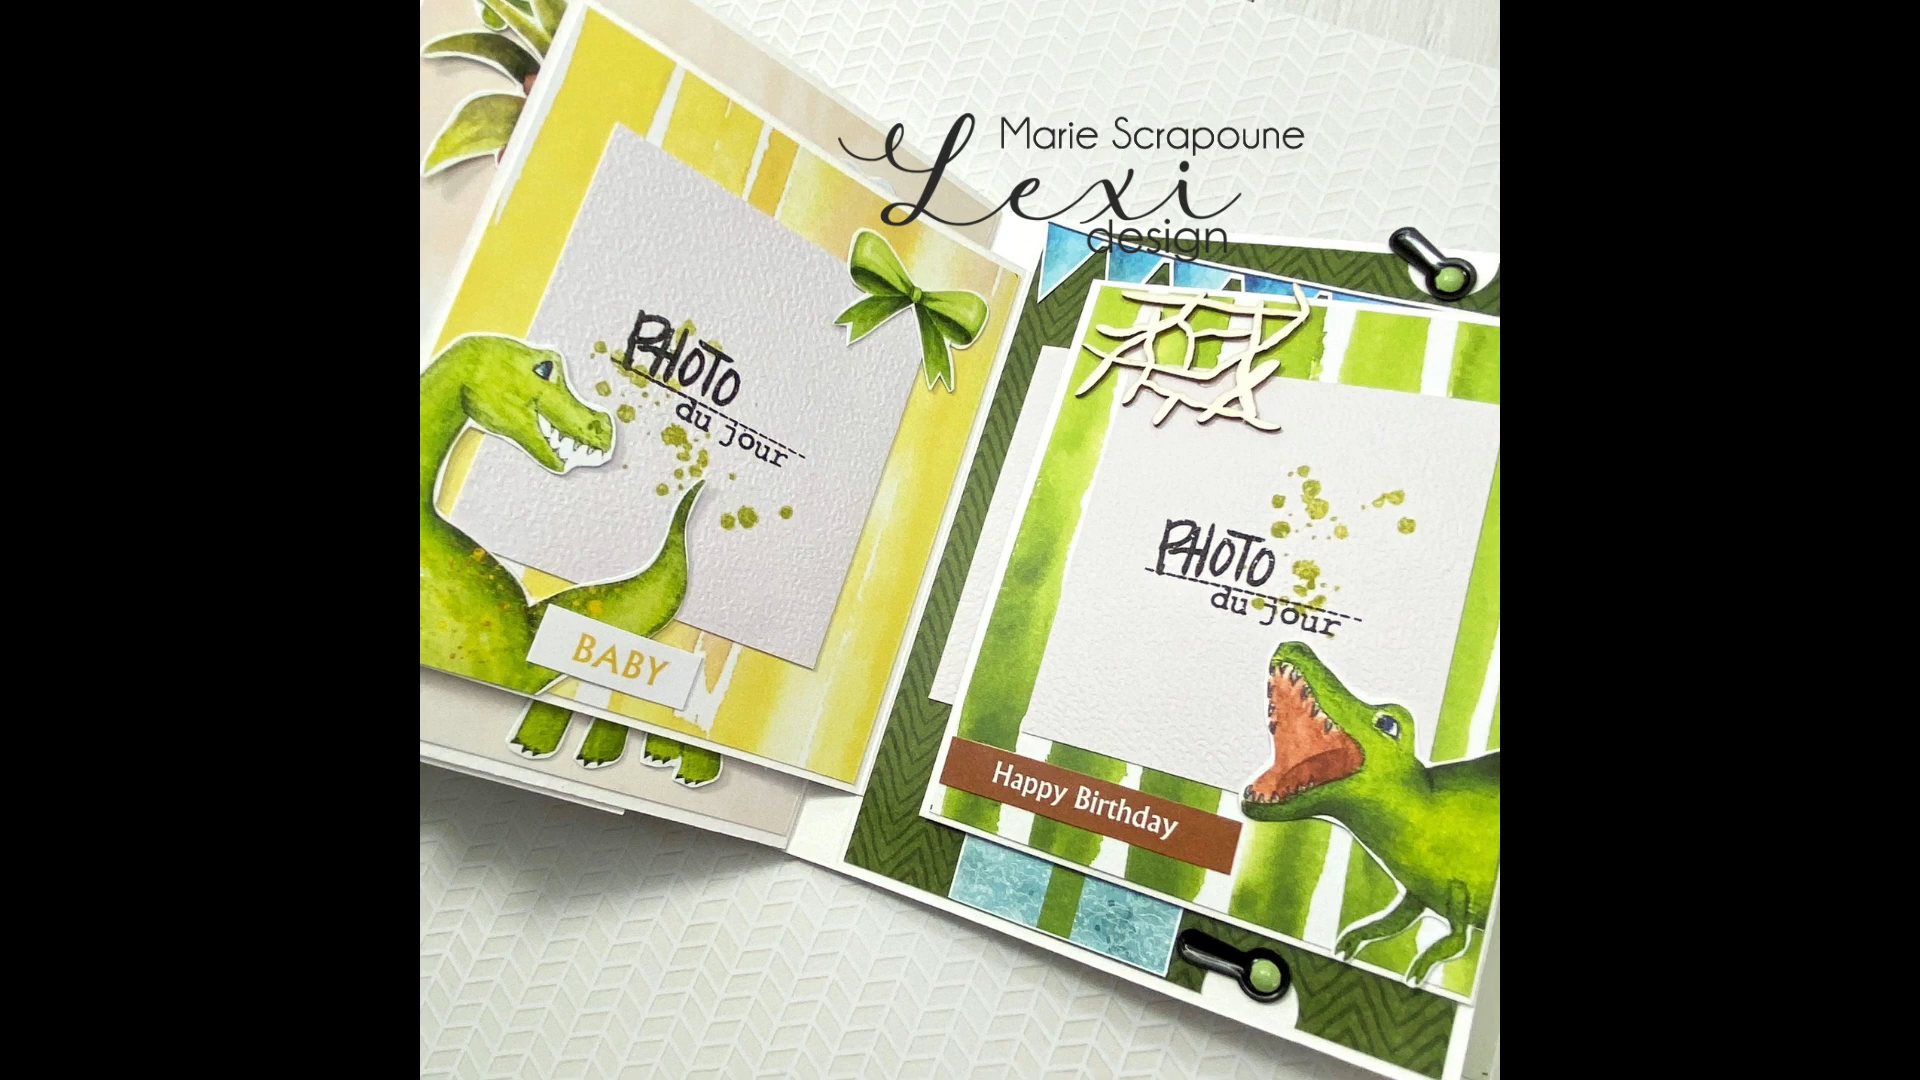 Marie Scrapoune
Lexi
design
PHOTO
du jour
BABY
PHOTO
du jour
Happy Birthday